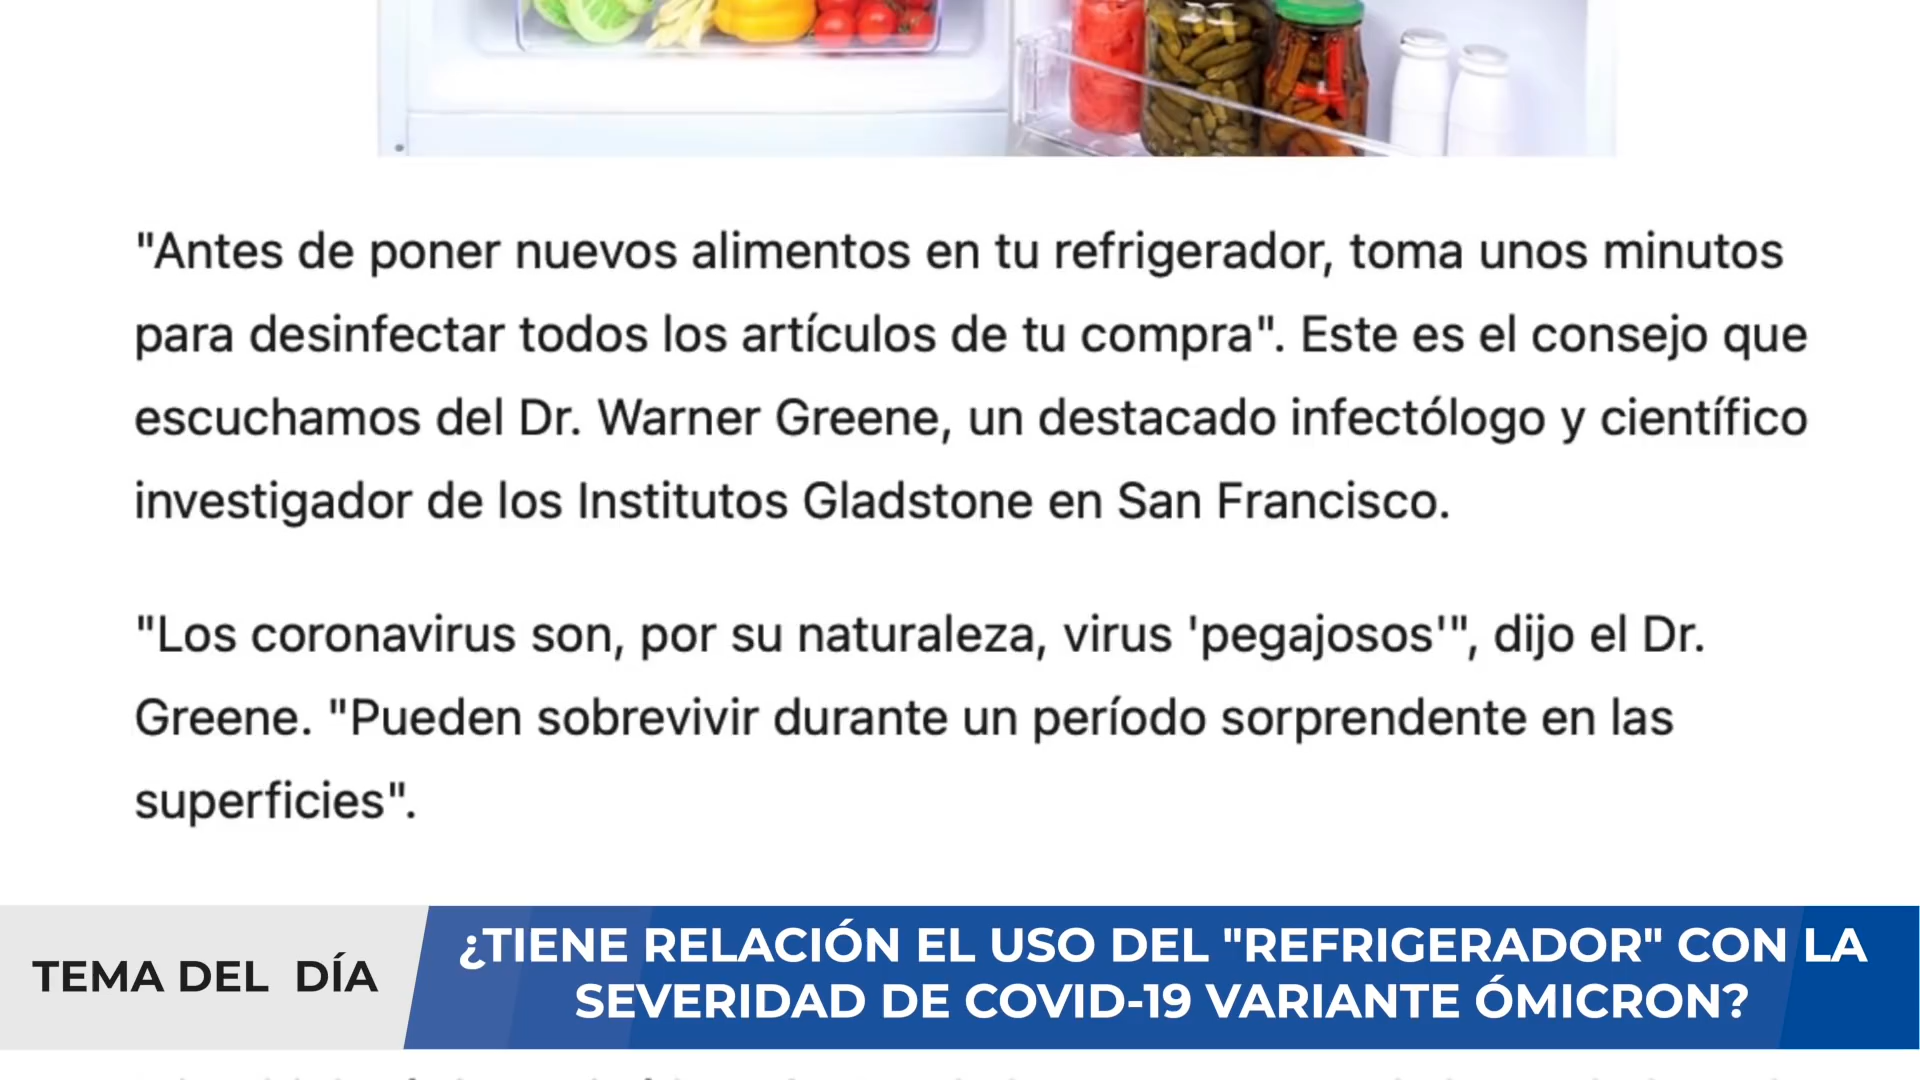 "Antes de poner nuevos alimentos en tu refrigerador, toma unos minutos
para desinfectar todos los artículos de tu compra". Este es el consejo que
escuchamos del Dr. Warner Greene, un destacado infectólogo y científico
investigador de los Institutos Gladstone en San Francisco.
"Los coronavirus son, por su naturaleza, virus 'pegajosos'", dijo el Dr.
Greene. "Pueden sobrevivir durante un período sorprendente en las
superficies".
TEMA DEL DÍA
¿TIENE RELACIÓN EL USO DEL "REFRIGERADOR" CON LA
SEVERIDAD DE COVID-19 VARIANTE ÓMICRON?